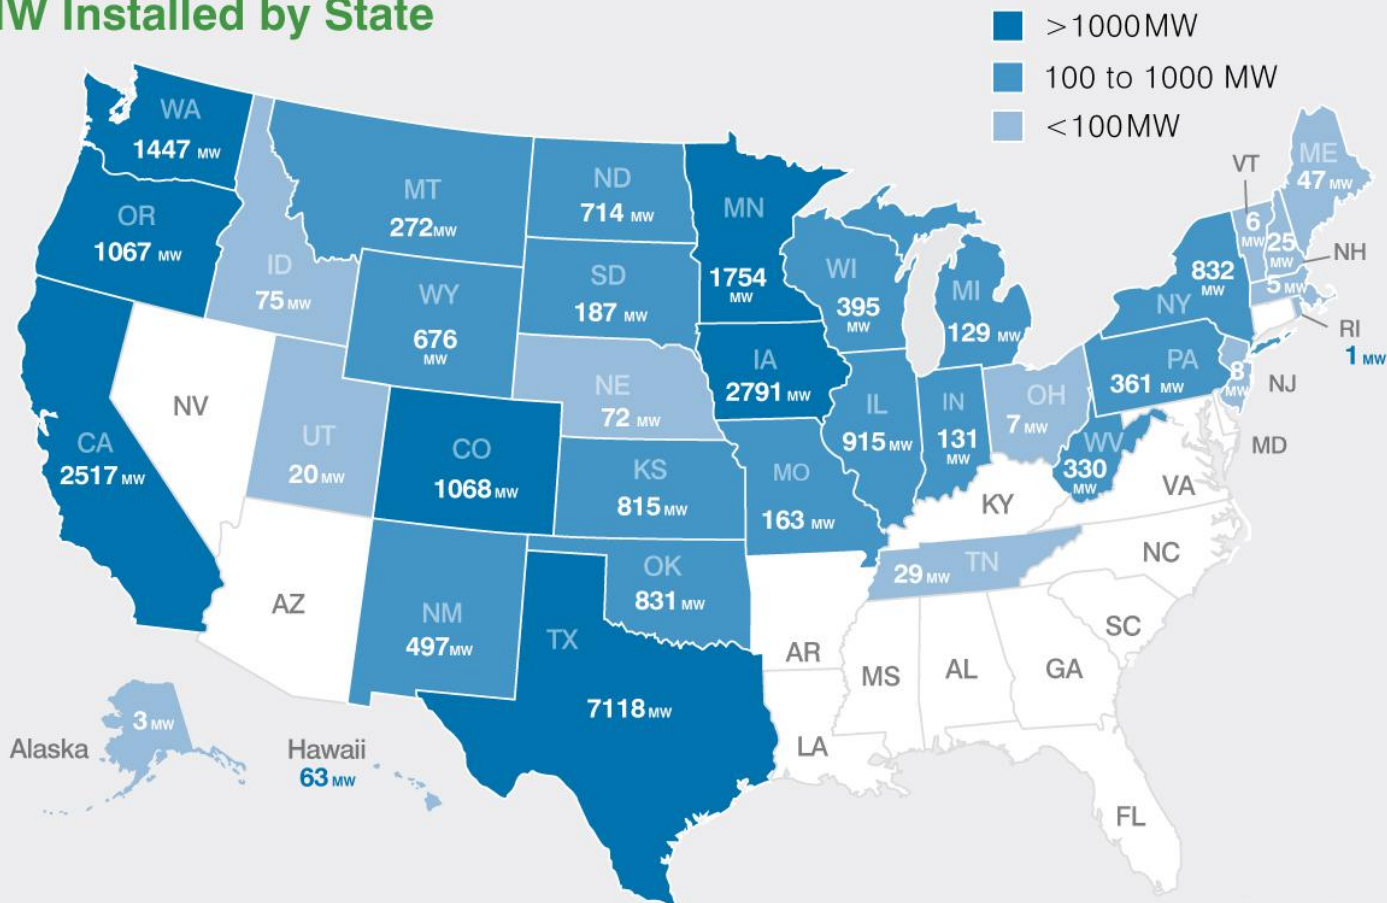 MW Installed by State
>1000MW
100 to 1000 MW
<100MW
WA
1447 MW
OR
1067 MW
CA
2517 MW
NV
ID
75 MW
MT
272MW
WY
676
MW
UT
20 MW
CO
1068 MW
AZ
NM
497MW
ND
714 MW
SD
187 MW
NE
72 MW
KS
815 MW
OK
831 MW
TX
7118 MW
MN
1754
MW
IA
2791 MW
MO
163 MW
AR
LA
WI
395
MW
IL
915 MW
MI
129 MW
IN
131
MW
OH
7 MW
KY
TN
29 MW
MS
AL
GA
FL
SC
NC
VA
WV
330
MW
PA
361 MW
NY
832
MW
VT
6
MW
25
MW
NH
ME
47 MW
5 MW
RI
1 MW
8
MW
NJ
MD
Alaska
3 MW
Hawaii
63 MW